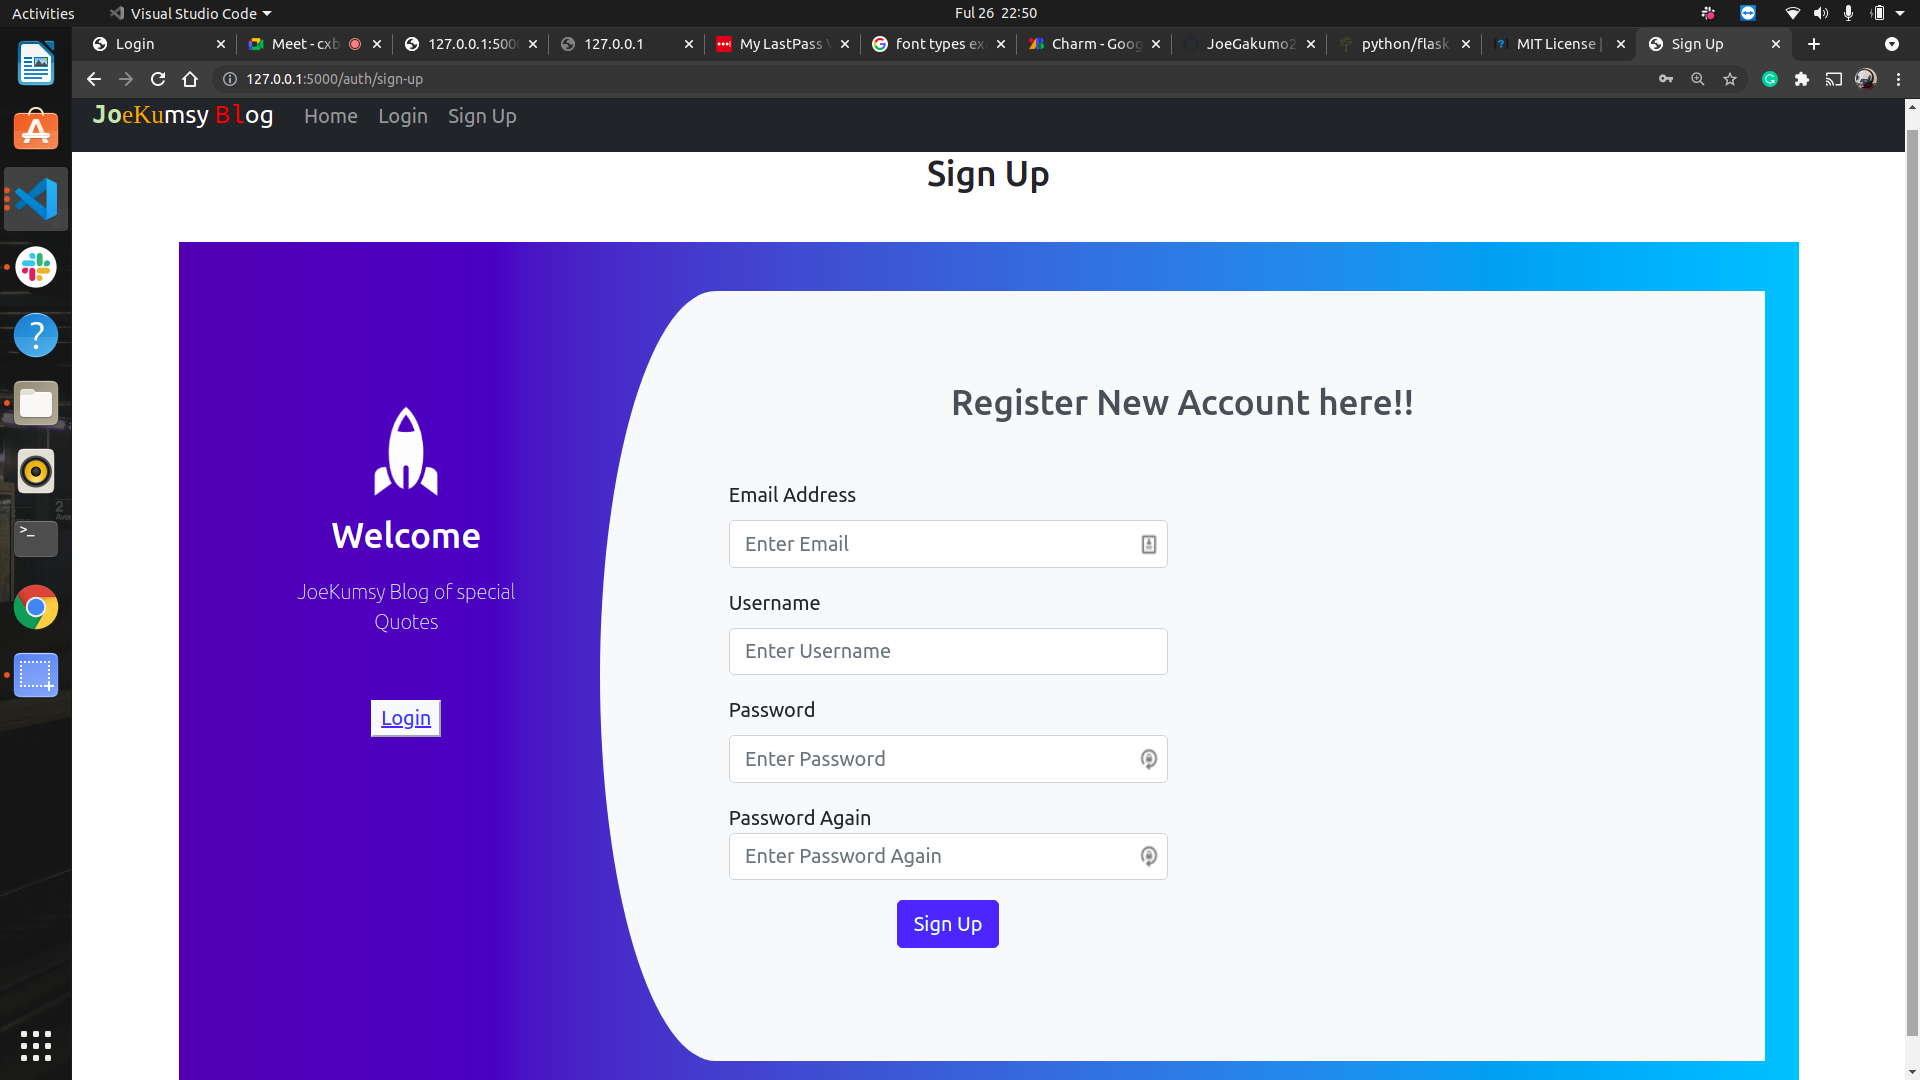 Activities
Visual Studio Code
Ful 26 22:50
Login
Meet - cxb
127.0.0.1:500
127.0.0.1
My LastPass
font types ex
Charm - Goog
JoeGakumo2
python/flask
MIT License |
Sign Up
127.0.0.1:5000/auth/sign-up
JoeKumsy Blog
Home
Login
Sign Up
Sign Up
Welcome
JoeKumsy Blog of special
Quotes
Login
Register New Account here!!
Email Address
Enter Email
Username
Enter Username
Password
Enter Password
Password Again
Enter Password Again
Sign Up